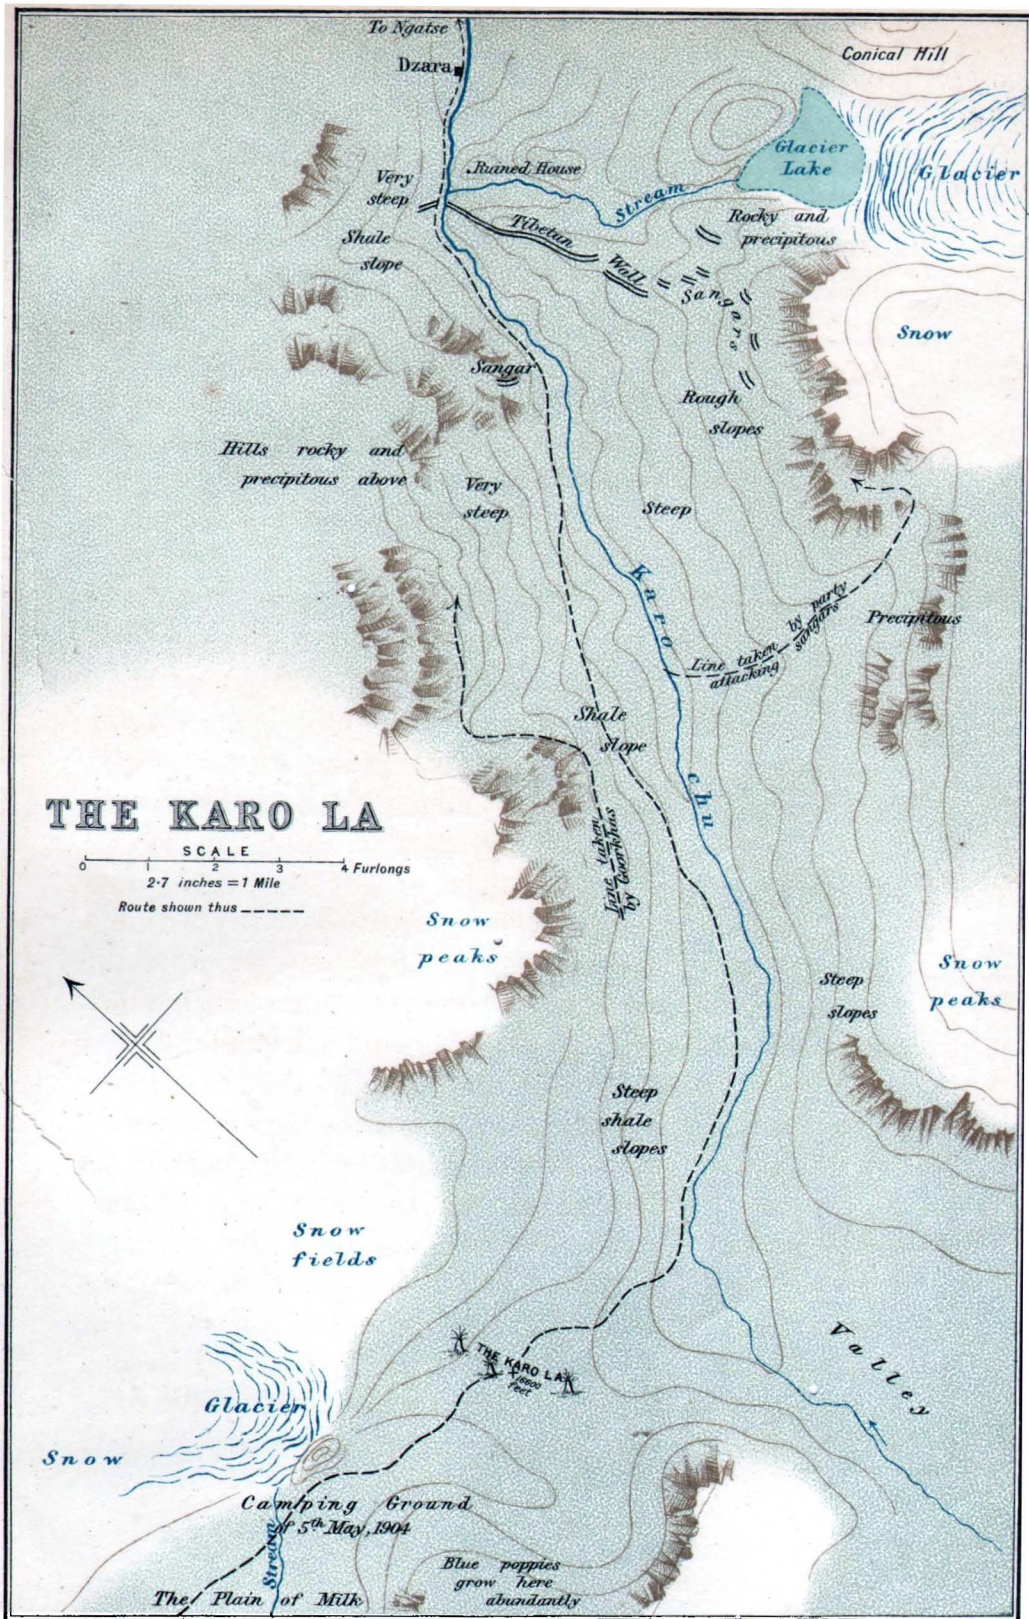 To Ngatse
Dzara
Conical Hill
Glacier
Lake
Glacier
Ruined House
Very
steep
Stream
Rocky and
precipitous
Tibetan Wall
Shale
slope
Sangars
Snow
Sangar
Rough
slopes
Hills rocky and
precipitous above
Very
steep
Steep
Karo chu
Line taken by party
attacking sangars
Precipitous
Shale
slope
THE KARO LA
SCALE
0 1 2 3 4 Furlongs
2·7 inches = 1 Mile
Route shown thus
Line taken
by Goorkhas
Snow
peaks
Snow
peaks
Steep
slopes
Steep
shale
slopes
Snow
fields
Valley
THE KARO LA
16600
feet
Glacier
Snow
Camping Ground
of 5th May, 1904
Stream
Blue poppies
grow here
abundantly
The Plain of Milk